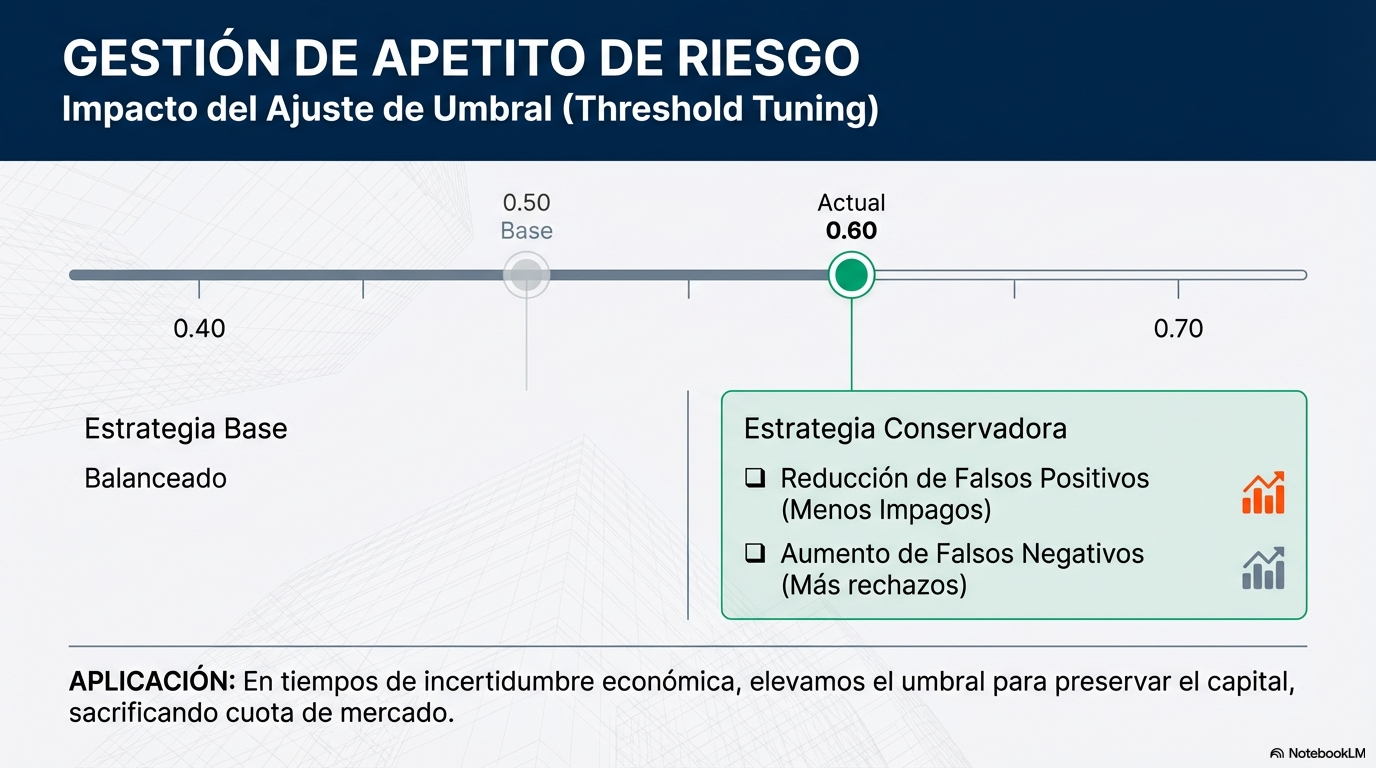 GESTIÓN DE APETITO DE RIESGO
Impacto del Ajuste de Umbral (Threshold Tuning)
0.50
Base
Actual
0.60
0.40
0.70
Estrategia Base
Balanceado
Estrategia Conservadora
❑ Reducción de Falsos Positivos
(Menos Impagos)
❑ Aumento de Falsos Negativos
(Más rechazos)
APLICACIÓN: En tiempos de incertidumbre económica, elevamos el umbral para preservar el capital,
sacrificando cuota de mercado.
NotebookLM